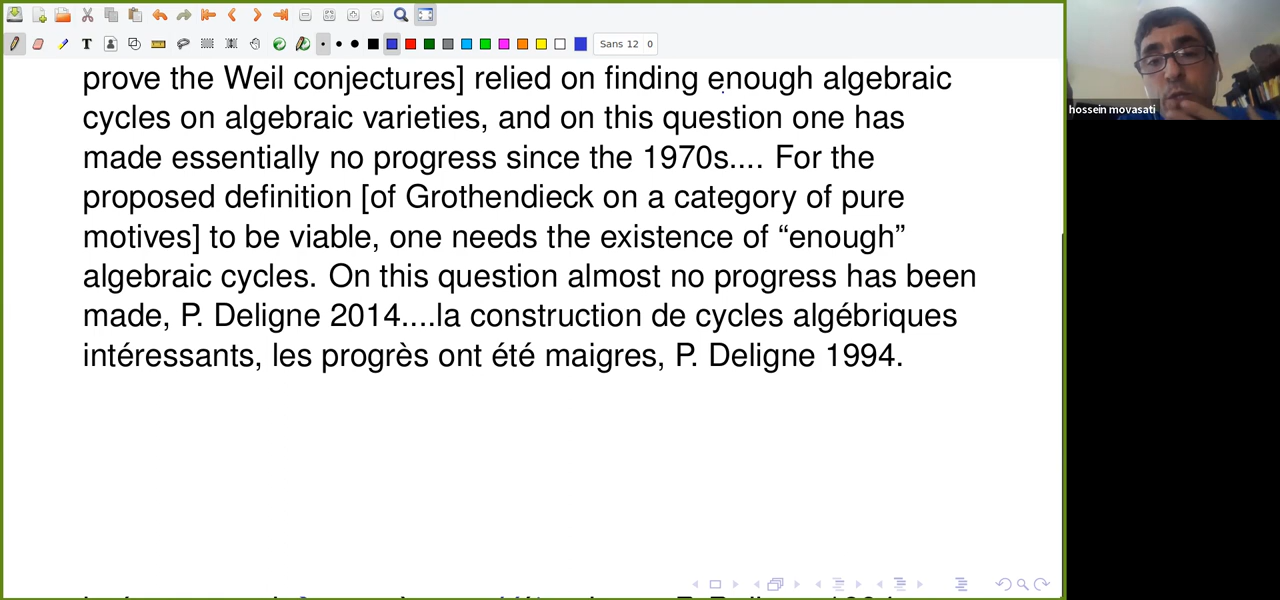 Sans 12 0
prove the Weil conjectures] relied on finding enough algebraic
cycles on algebraic varieties, and on this question one has
made essentially no progress since the 1970s.... For the
proposed definition [of Grothendieck on a category of pure
motives] to be viable, one needs the existence of “enough”
algebraic cycles. On this question almost no progress has been
made, P. Deligne 2014....la construction de cycles algébriques
intéressants, les progrès ont été maigres, P. Deligne 1994.
hossein movasati